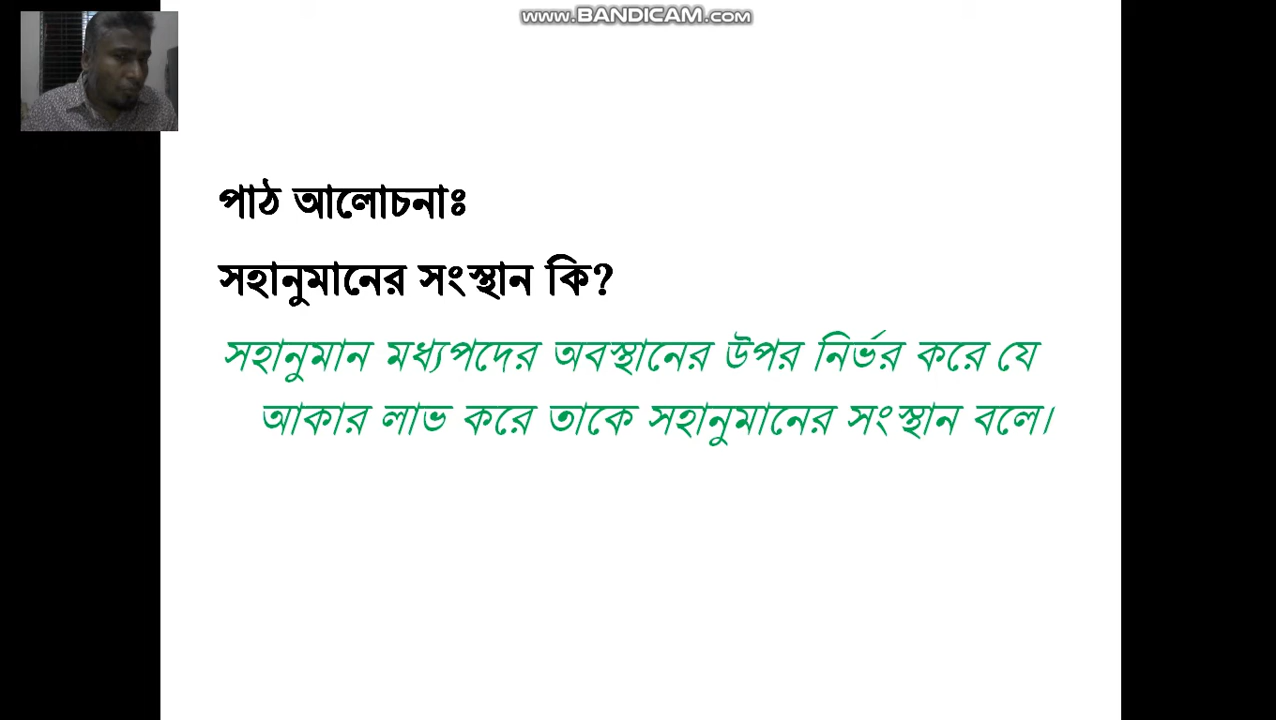 www.BANDICAM.com
পাঠ আলোচনাঃ
সহানুমানের সংস্থান কি?
সহানুমান মধ্যপদের অবস্থানের উপর নির্ভর করে যে
আকার লাভ করে তাকে সহানুমানের সংস্থান বলে।